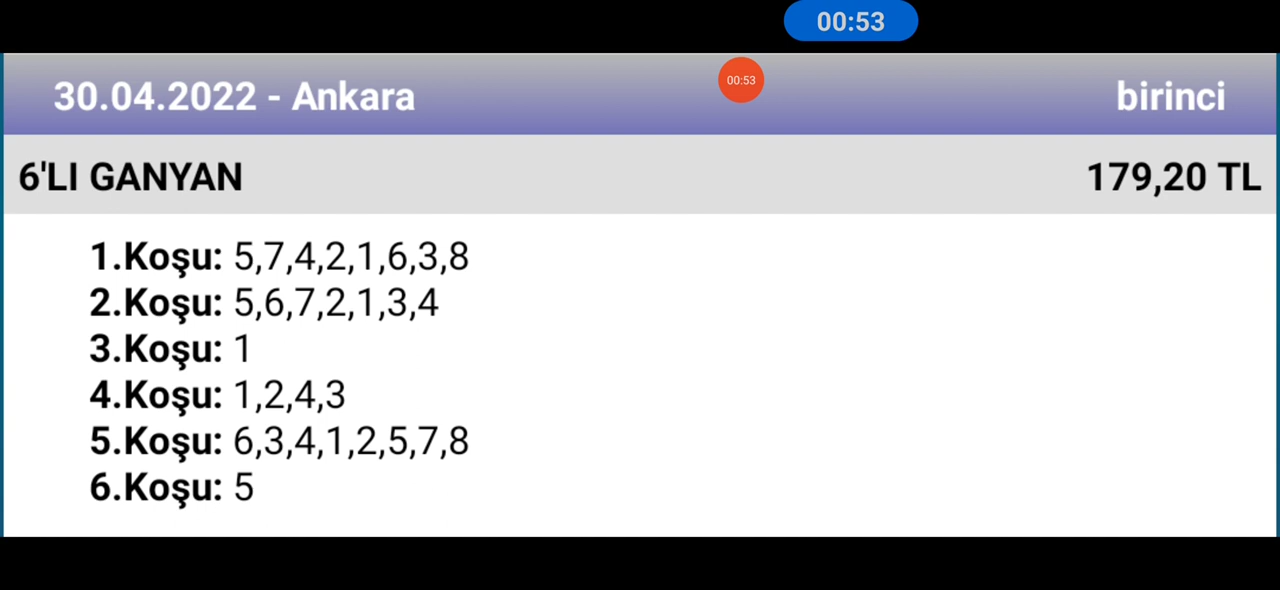 00:53
00:53
30.04.2022 - Ankara
birinci
6'LI GANYAN
179,20 TL
1.Koşu: 5,7,4,2,1,6,3,8
2.Koşu: 5,6,7,2,1,3,4
3.Koşu: 1
4.Koşu: 1,2,4,3
5.Koşu: 6,3,4,1,2,5,7,8
6.Koşu: 5